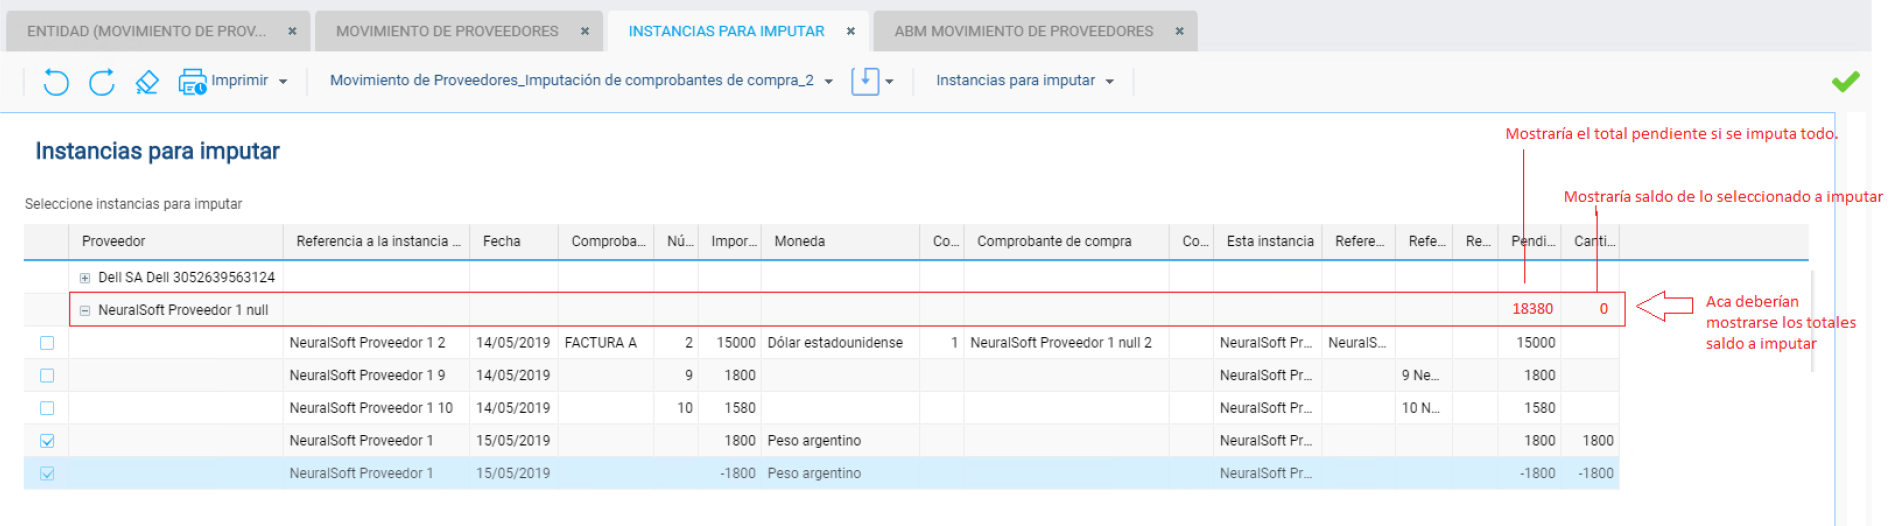 ENTIDAD (MOVIMIENTO DE PROV... × MOVIMIENTO DE PROVEEDORES × INSTANCIAS PARA IMPUTAR × ABM MOVIMIENTO DE PROVEEDORES ×
Imprimir Movimiento de Proveedores_Imputación de comprobantes de compra_2 Instancias para imputar
Mostraría el total pendiente si se imputa todo.
Instancias para imputar
Mostraría saldo de lo seleccionado a imputar
Seleccione instancias para imputar
Proveedor Referencia a la instancia ... Fecha Comproba... Nú... Impor... Moneda Co... Comprobante de compra Co... Esta instancia Refere... Refe... Re... Pendi... Canti...
Dell SA Dell 3052639563124
NeuralSoft Proveedor 1 null 18380 0
Aca deberían
mostrarse los totales
saldo a imputar
NeuralSoft Proveedor 1 2 14/05/2019 FACTURA A 2 15000 Dólar estadounidense 1 NeuralSoft Proveedor 1 null 2 NeuralSoft Pr... NeuralS... 15000
NeuralSoft Proveedor 1 9 14/05/2019 9 1800 NeuralSoft Pr... 9 Ne... 1800
NeuralSoft Proveedor 1 10 14/05/2019 10 1580 NeuralSoft Pr... 10 N... 1580
NeuralSoft Proveedor 1 15/05/2019 1800 Peso argentino NeuralSoft Pr... 1800 1800
NeuralSoft Proveedor 1 15/05/2019 -1800 Peso argentino NeuralSoft Pr... -1800 -1800